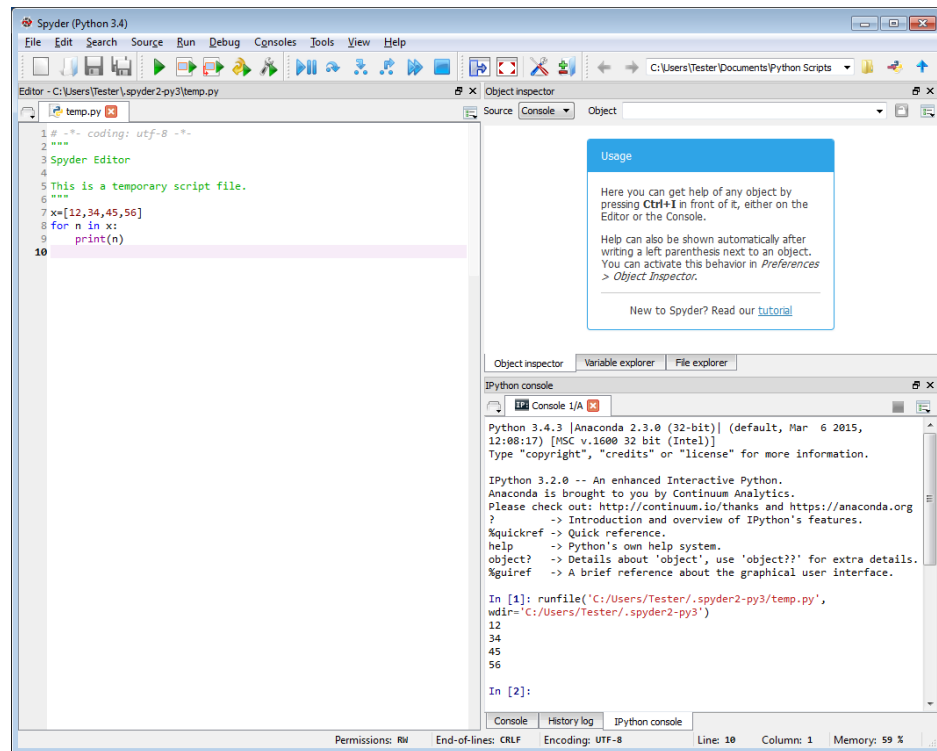 Spyder (Python 3.4)
File Edit Search Source Run Debug Consoles Tools View Help
C:\Users\Tester\Documents\Python Scripts
Editor - C:\Users\Tester\.spyder2-py3\temp.py
temp.py
1 # -*- coding: utf-8 -*-
2 """
3 Spyder Editor
4
5 This is a temporary script file.
6 """
7 x=[12,34,45,56]
8 for n in x:
9     print(n)
10
Object inspector
Source Console Object
Usage
Here you can get help of any object by
pressing Ctrl+I in front of it, either on the
Editor or the Console.
Help can also be shown automatically after
writing a left parenthesis next to an object.
You can activate this behavior in Preferences
> Object Inspector.
New to Spyder? Read our tutorial
Object inspector Variable explorer File explorer
IPython console
IP: Console 1/A
Python 3.4.3 |Anaconda 2.3.0 (32-bit)| (default, Mar  6 2015,
12:08:17) [MSC v.1600 32 bit (Intel)]
Type "copyright", "credits" or "license" for more information.
IPython 3.2.0 -- An enhanced Interactive Python.
Anaconda is brought to you by Continuum Analytics.
Please check out: http://continuum.io/thanks and https://anaconda.org
?         -> Introduction and overview of IPython's features.
%quickref -> Quick reference.
help      -> Python's own help system.
object?   -> Details about 'object', use 'object??' for extra details.
%guiref   -> A brief reference about the graphical user interface.
In [1]: runfile('C:/Users/Tester/.spyder2-py3/temp.py',
wdir='C:/Users/Tester/.spyder2-py3')
12
34
45
56
In [2]:
Console History log IPython console
Permissions: RW End-of-lines: CRLF Encoding: UTF-8 Line: 10 Column: 1 Memory: 59 %